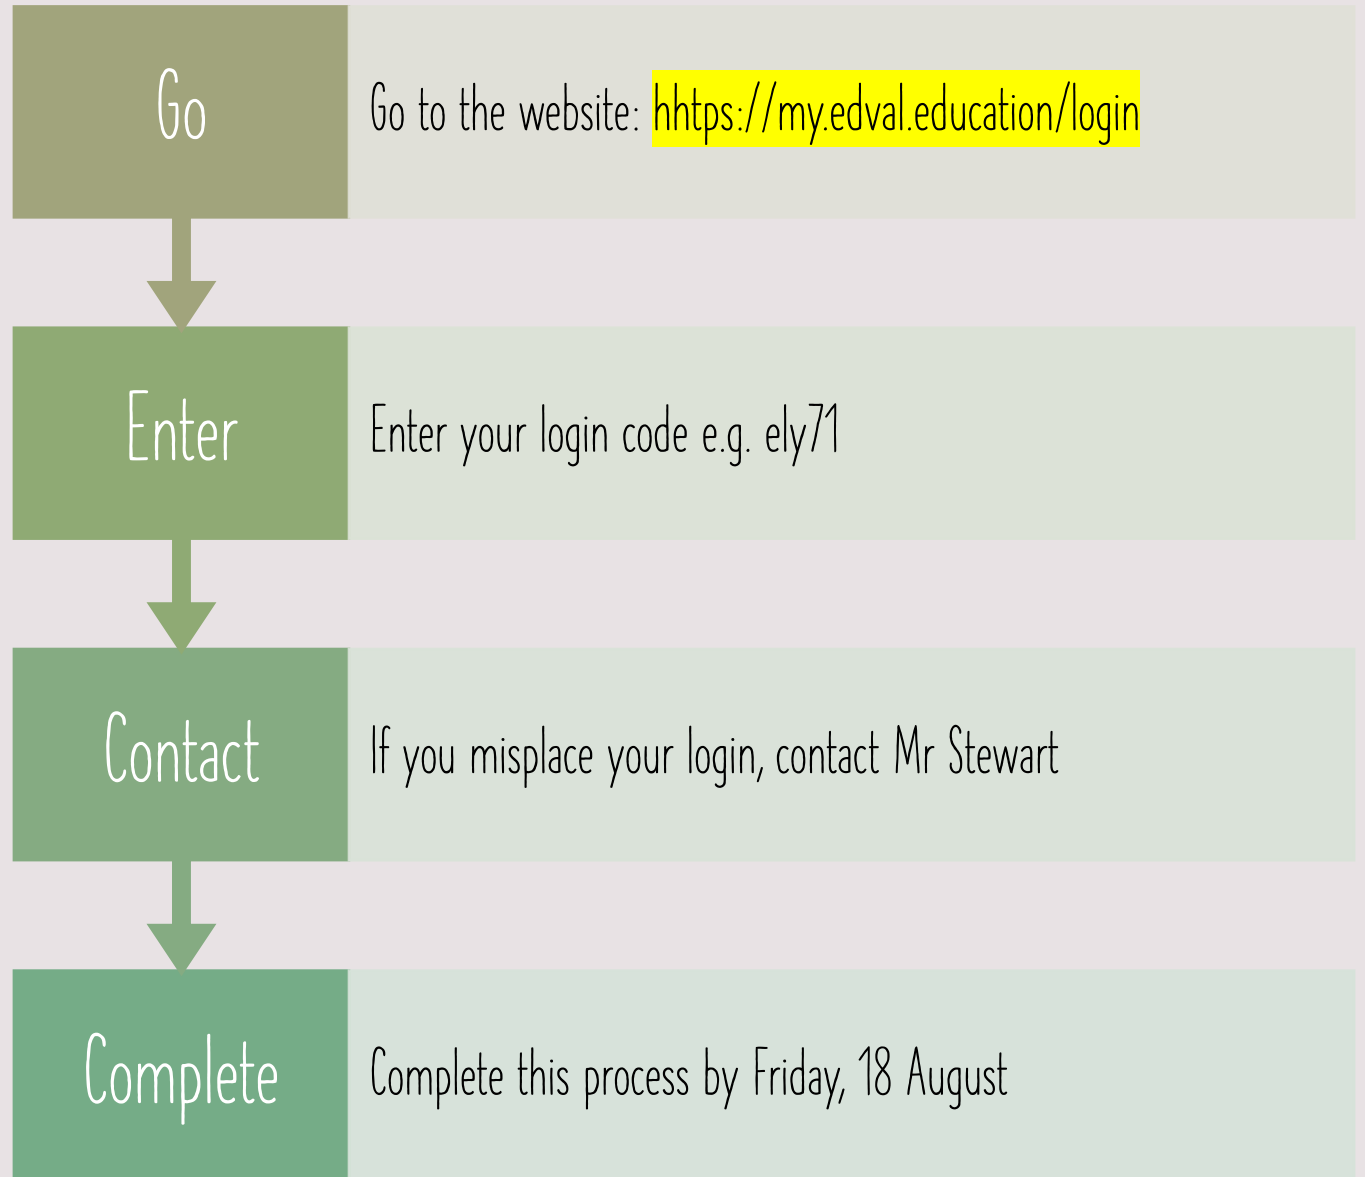 Go
Go to the website: hhtps://my.edval.education/login
Enter
Enter your login code e.g. ely71
Contact
If you misplace your login, contact Mr Stewart
Complete
Complete this process by Friday, 18 August